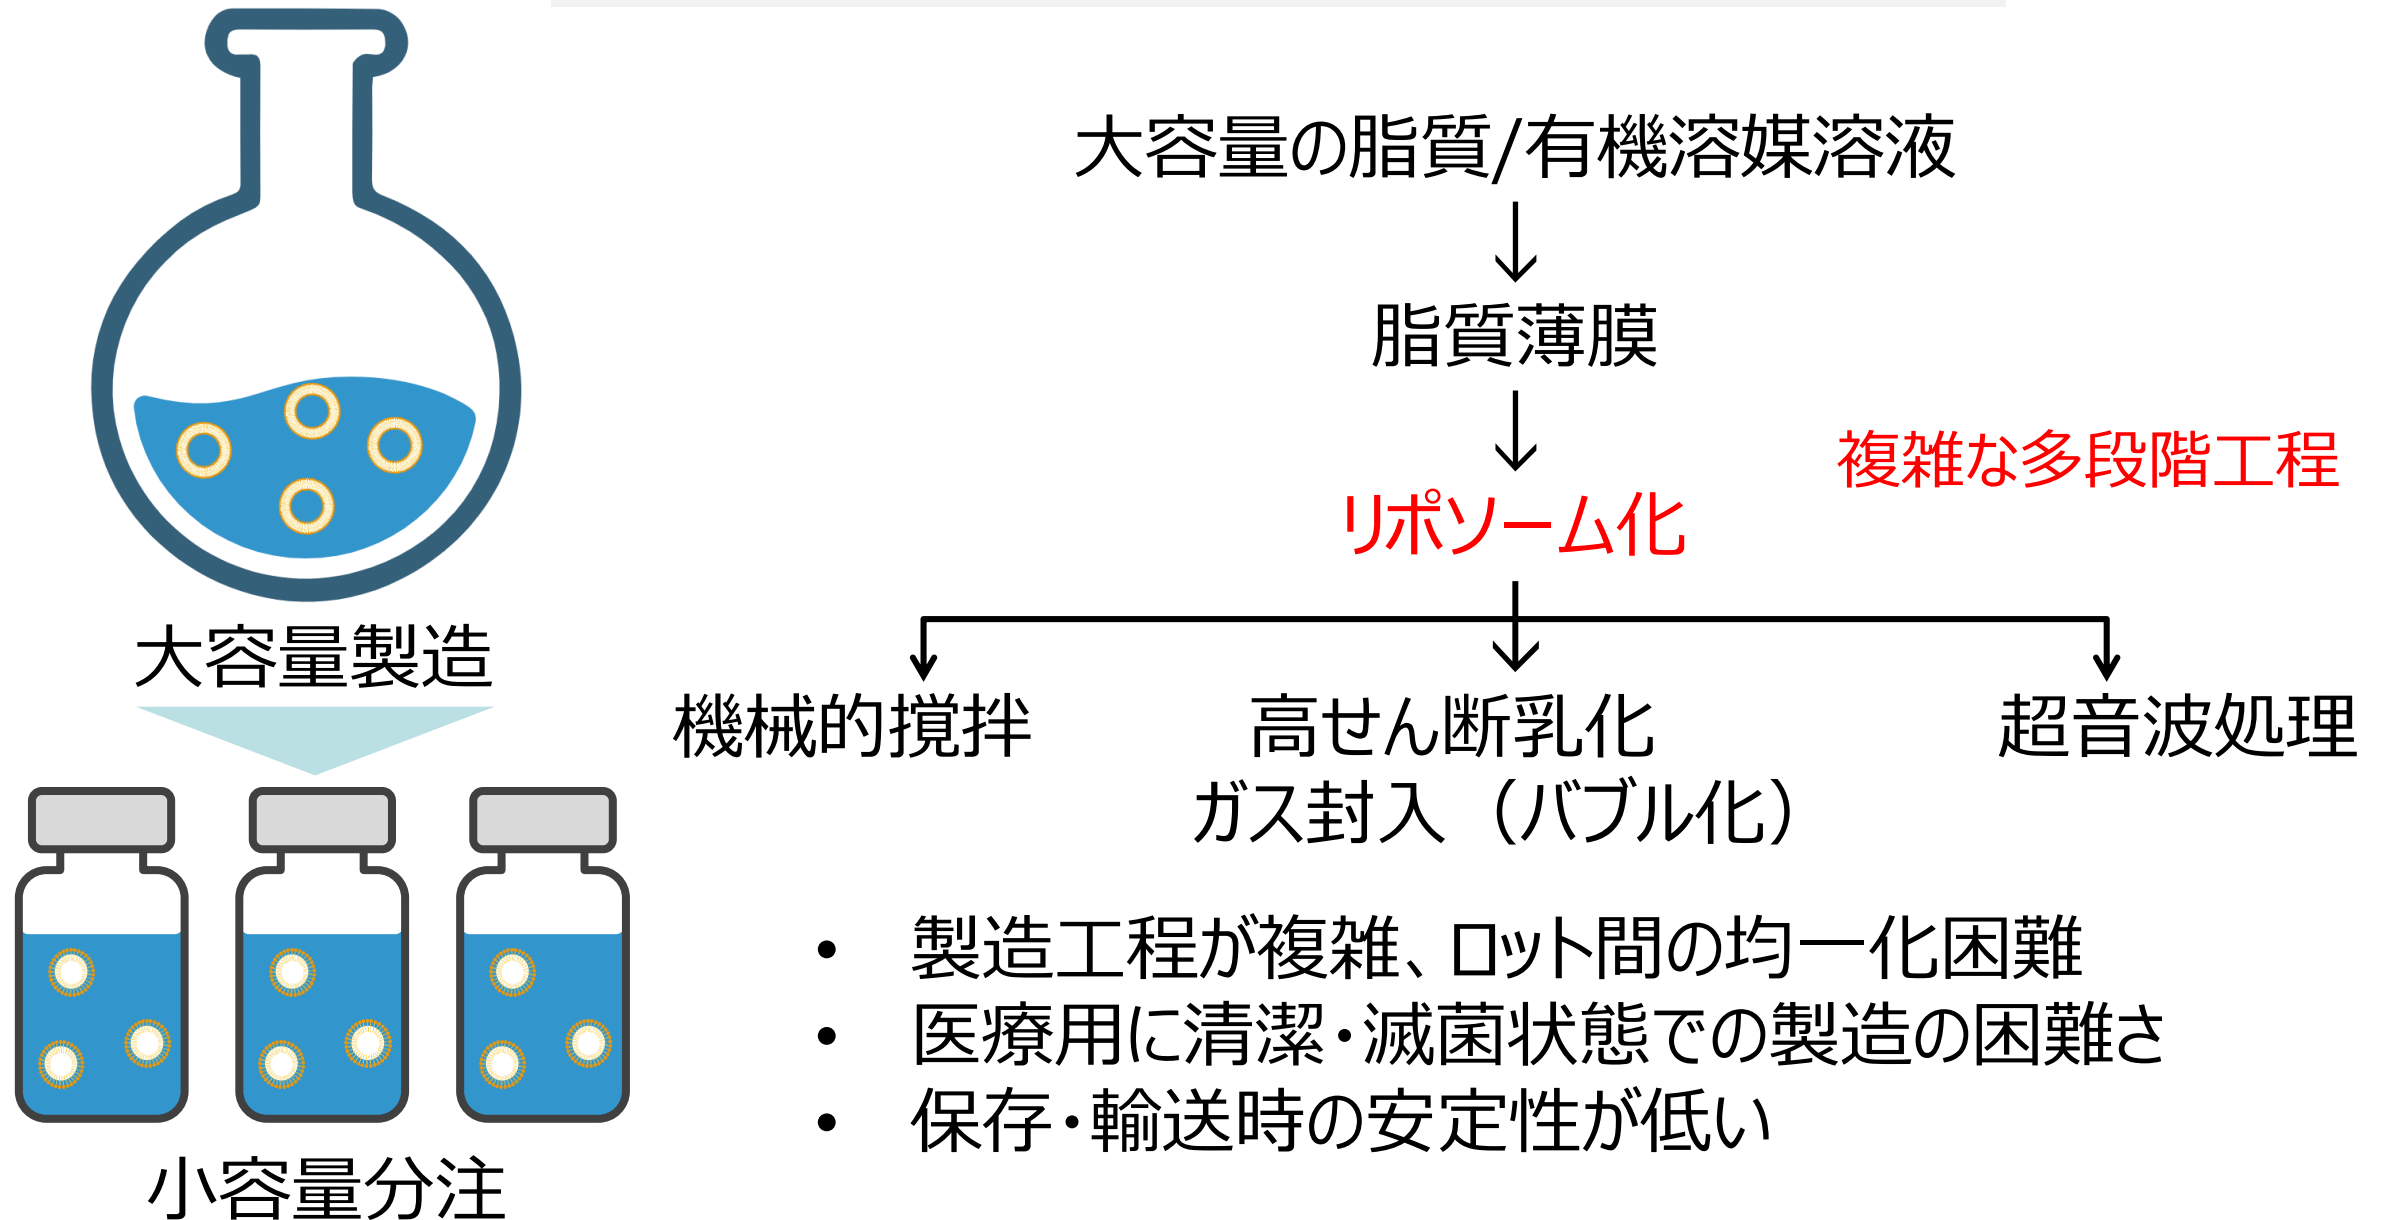 大容量製造
小容量分注
大容量の脂質/有機溶媒溶液
脂質薄膜
複雑な多段階工程
リポソーム化
機械的撹拌
高せん断乳化
ガス封入（バブル化）
超音波処理
• 製造工程が複雑、ロット間の均一化困難
• 医療用に清潔・滅菌状態での製造の困難さ
• 保存・輸送時の安定性が低い